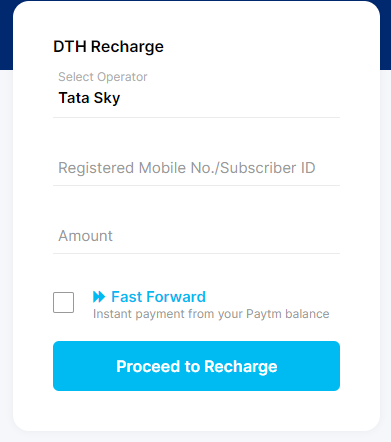 DTH Recharge
Select Operator
Tata Sky
Registered Mobile No./Subscriber ID
Amount
Fast Forward
Instant payment from your Paytm balance
Proceed to Recharge